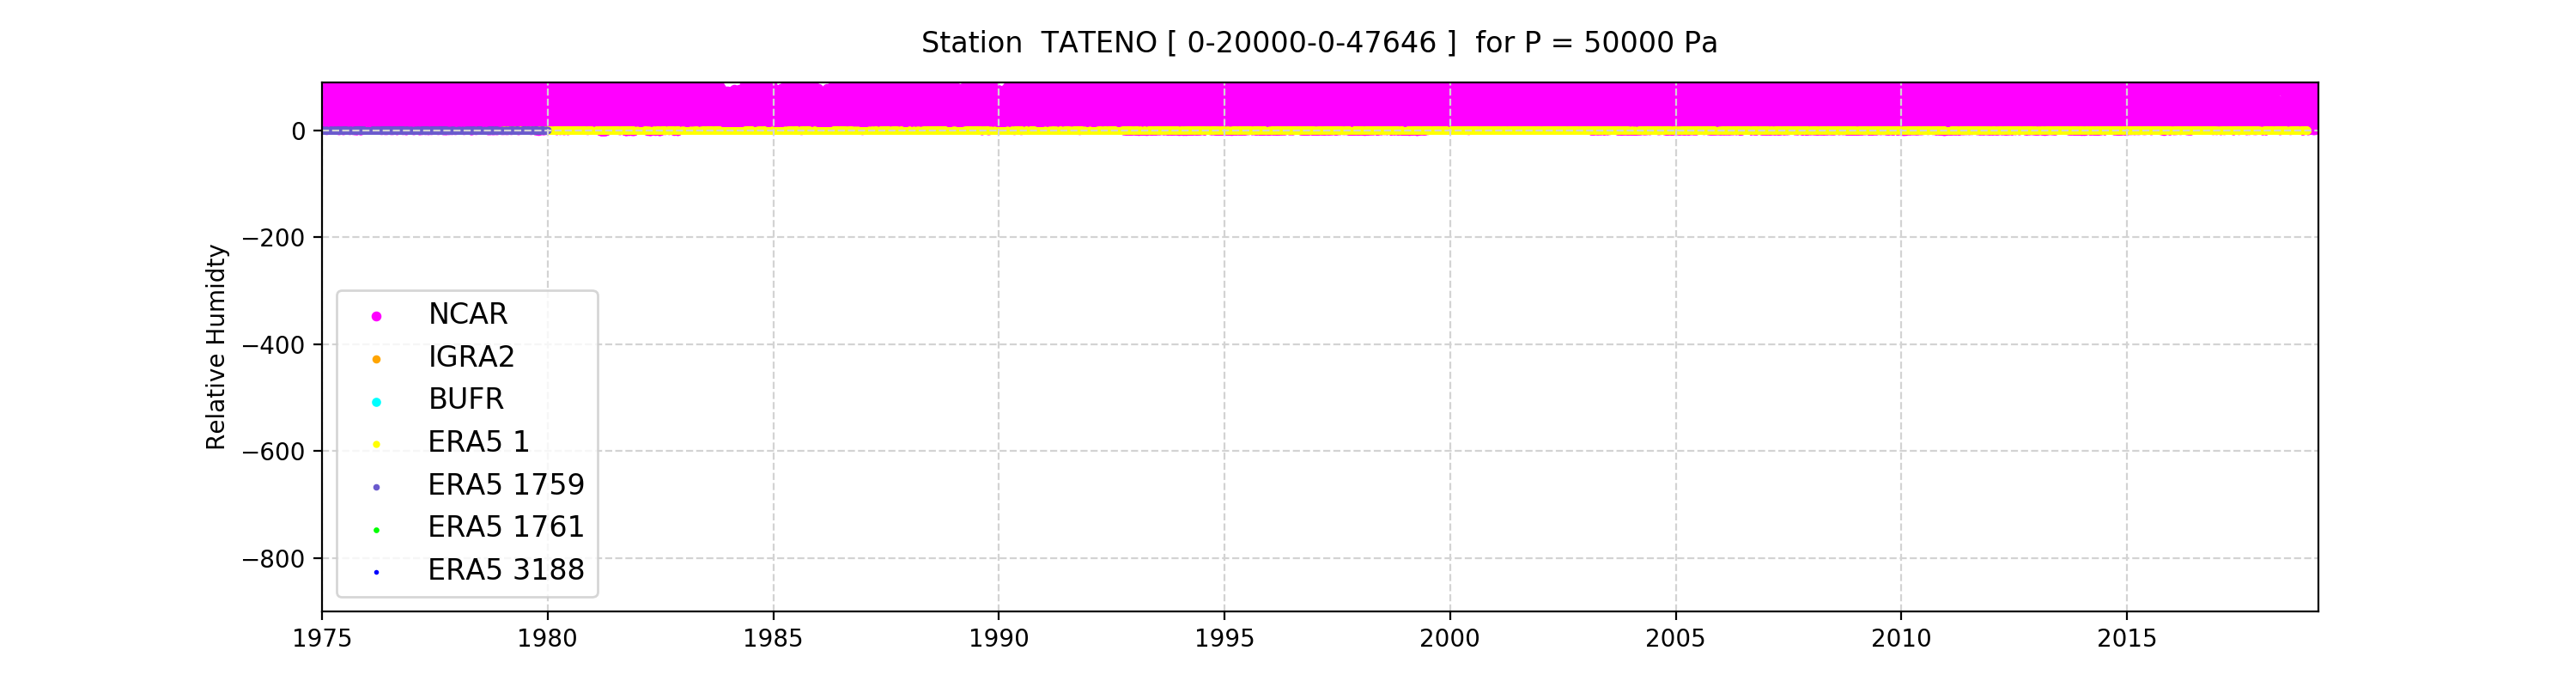 Station  TATENO [ 0-20000-0-47646 ]  for P = 50000 Pa
Relative Humidty
0
−200
−400
−600
−800
NCAR
IGRA2
BUFR
ERA5 1
ERA5 1759
ERA5 1761
ERA5 3188
1975 1980 1985 1990 1995 2000 2005 2010 2015